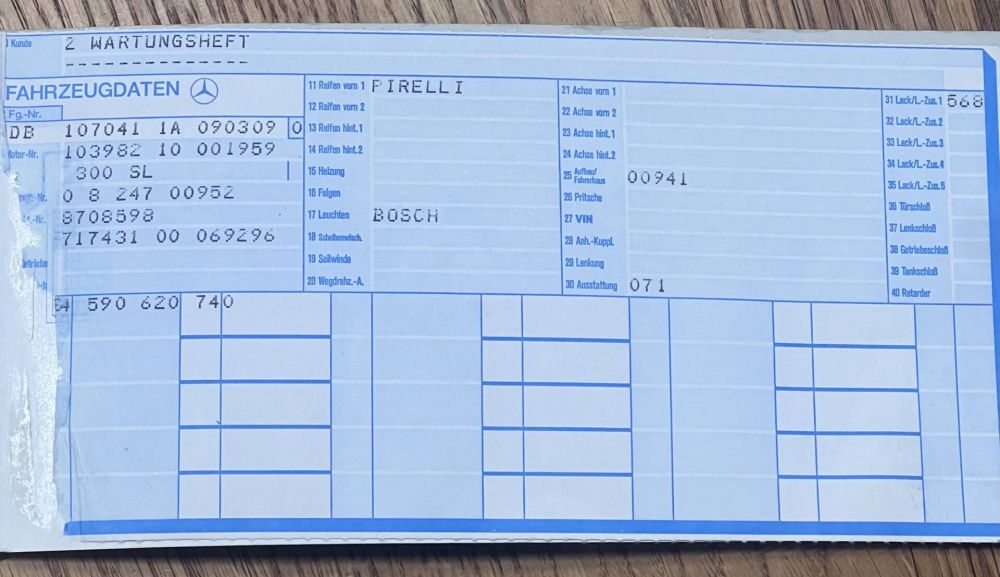 Kunde 2 WARTUNGSHEFT
--------------
FAHRZEUGDATEN
Fg.-Nr.
DB 107041 1A 090309 0
Motor-Nr. 103982 10 001959
300 SL
08 247 00952
8708598
717431 00 069296
590 620 740
11 Reifen vorn 1 PIRELLI
12 Reifen vorn 2
13 Reifen hint.1
14 Reifen hint.2
15 Heizung
16 Felgen
17 Leuchten BOSCH
18 Scheibenwisch.
19 Seilwinde
20 Wegdrehz.-A.
21 Achse vorn 1
22 Achse vorn 2
23 Achse hint.1
24 Achse hint.2
25 Aufbau/ Fahrerhaus 00941
26 Pritsche
27 VIN
28 Anh.-Kuppl.
29 Lenkung
30 Ausstattung 071
31 Lack/L.-Zus.1 568
32 Lack/L.-Zus.2
33 Lack/L.-Zus.3
34 Lack/L.-Zus.4
35 Lack/L.-Zus.5
36 Türschloß
37 Lenkschloß
38 Getriebeschloß
39 Tankschloß
40 Retarder